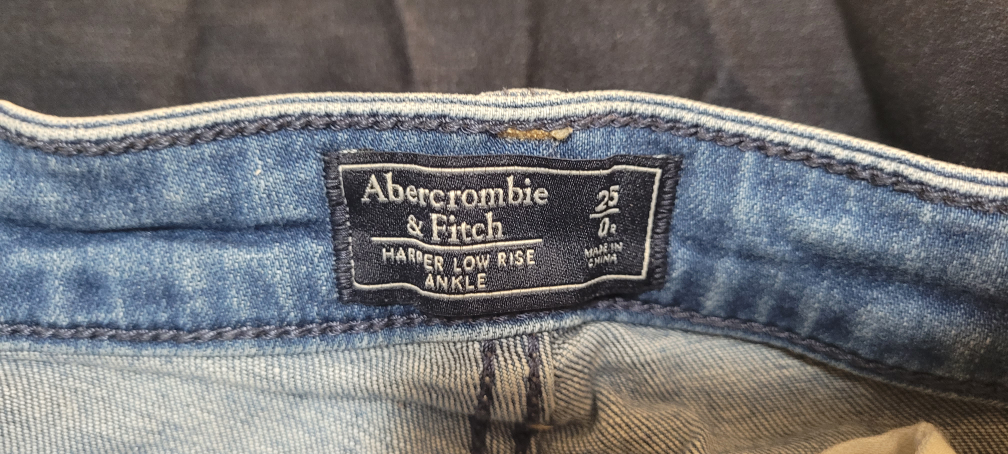 Abercrombie
& Fitch
HARPER LOW RISE
ANKLE
25
0R
MADE IN
CHINA